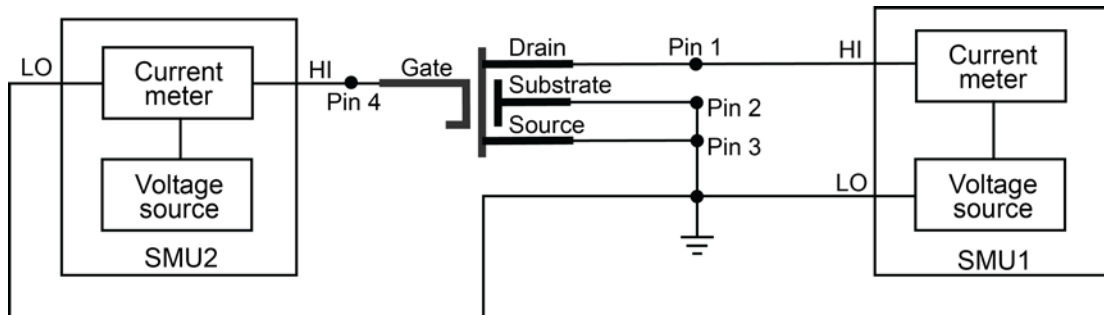 LO
Current
meter
Voltage
source
SMU2
HI
Pin 4
Gate
Drain
Substrate
Source
Pin 1
Pin 2
Pin 3
HI
LO
Current
meter
Voltage
source
SMU1